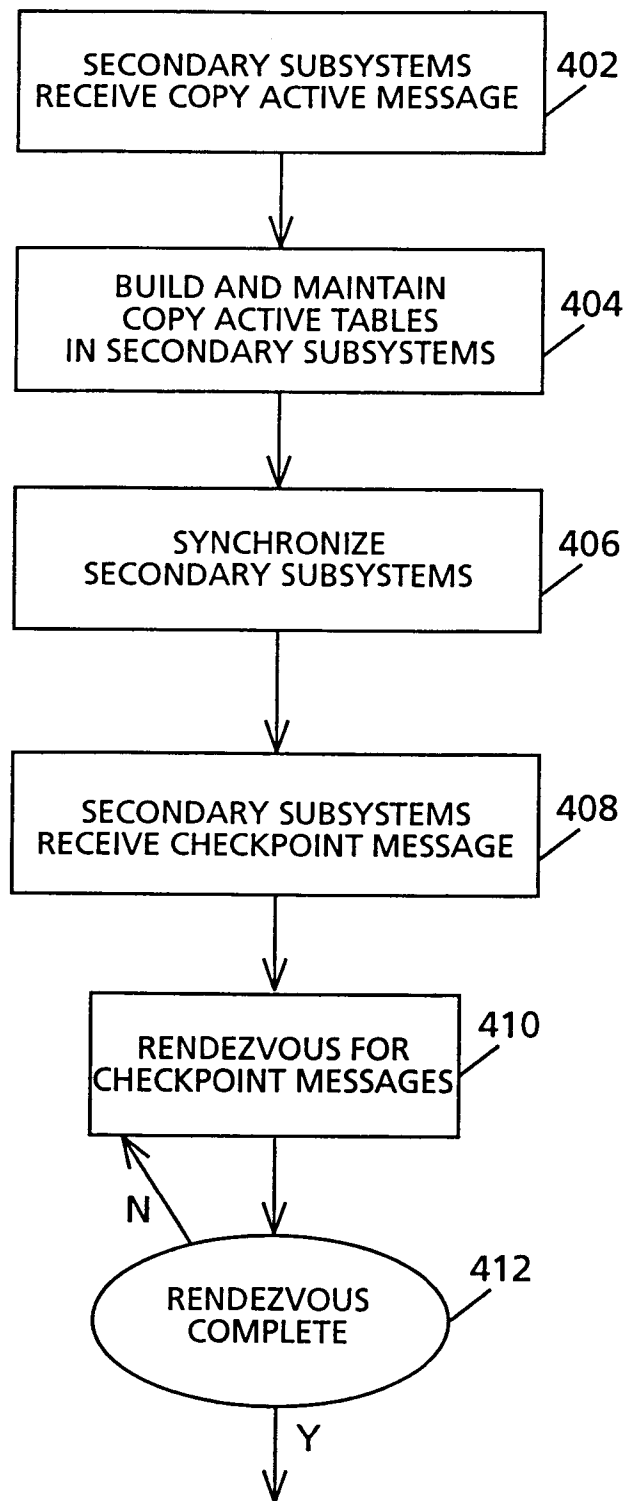 SECONDARY SUBSYSTEMS
RECEIVE COPY ACTIVE MESSAGE
402
BUILD AND MAINTAIN
COPY ACTIVE TABLES
IN SECONDARY SUBSYSTEMS
404
SYNCHRONIZE
SECONDARY SUBSYSTEMS
406
SECONDARY SUBSYSTEMS
RECEIVE CHECKPOINT MESSAGE
408
RENDEZVOUS FOR
CHECKPOINT MESSAGES
410
N
RENDEZVOUS
COMPLETE
412
Y